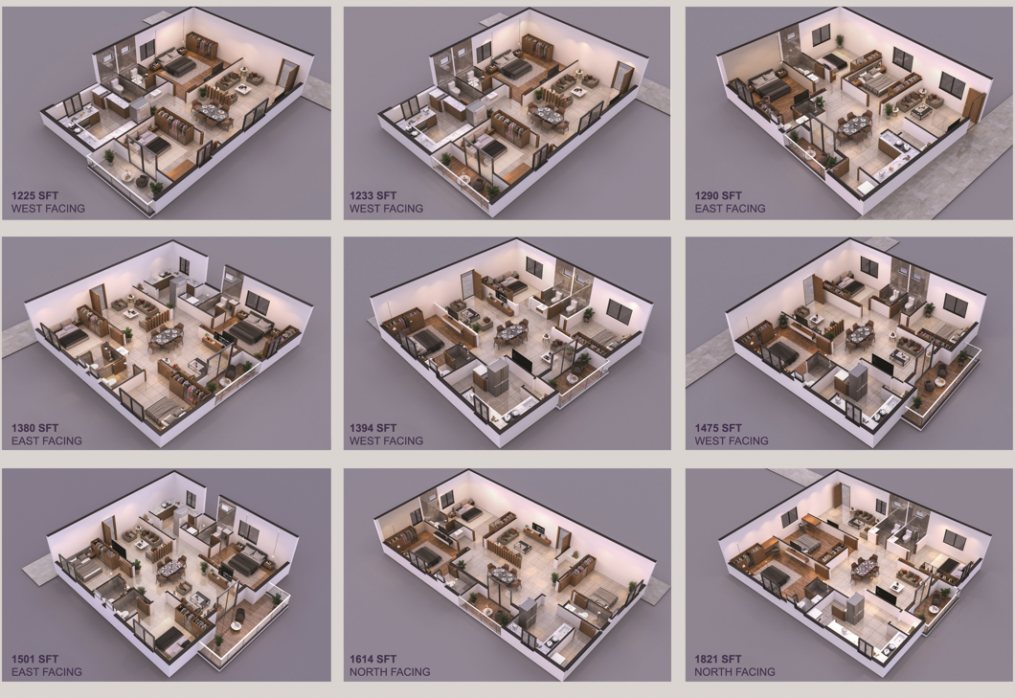 1225 SFT
WEST FACING
1233 SFT
WEST FACING
1290 SFT
EAST FACING
1380 SFT
EAST FACING
1394 SFT
WEST FACING
1475 SFT
WEST FACING
1501 SFT
EAST FACING
1614 SFT
NORTH FACING
1821 SFT
NORTH FACING